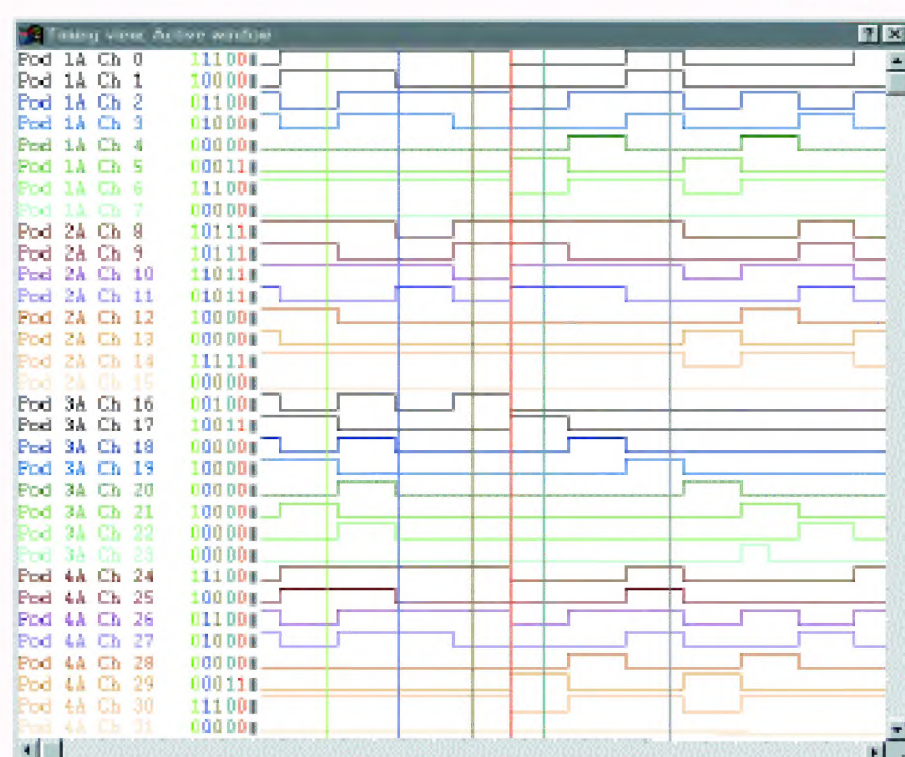 Timing view, Active window
Pod 1A Ch 0 11100
Pod 1A Ch 1 10000
Pod 1A Ch 2 01100
Pod 1A Ch 3 01000
Pod 1A Ch 4 00000
Pod 1A Ch 5 00011
Pod 1A Ch 6 11100
Pod 1A Ch 7 00000
Pod 2A Ch 8 10111
Pod 2A Ch 9 10111
Pod 2A Ch 10 11011
Pod 2A Ch 11 01011
Pod 2A Ch 12 10000
Pod 2A Ch 13 00000
Pod 2A Ch 14 11111
Pod 2A Ch 15 00000
Pod 3A Ch 16 00100
Pod 3A Ch 17 10011
Pod 3A Ch 18 00000
Pod 3A Ch 19 10000
Pod 3A Ch 20 00000
Pod 3A Ch 21 10000
Pod 3A Ch 22 00000
Pod 3A Ch 23 00000
Pod 4A Ch 24 11100
Pod 4A Ch 25 10000
Pod 4A Ch 26 01100
Pod 4A Ch 27 01000
Pod 4A Ch 28 00000
Pod 4A Ch 29 00011
Pod 4A Ch 30 11100
Pod 4A Ch 31 00000